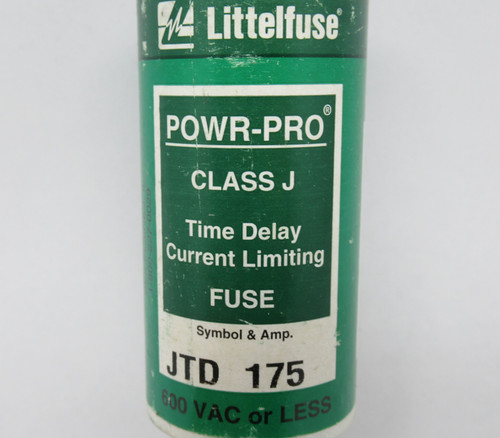 Littelfuse®
POWR-PRO®
CLASS J
Time Delay
Current Limiting
FUSE
Symbol & Amp.
JTD 175
600 VAC or LESS